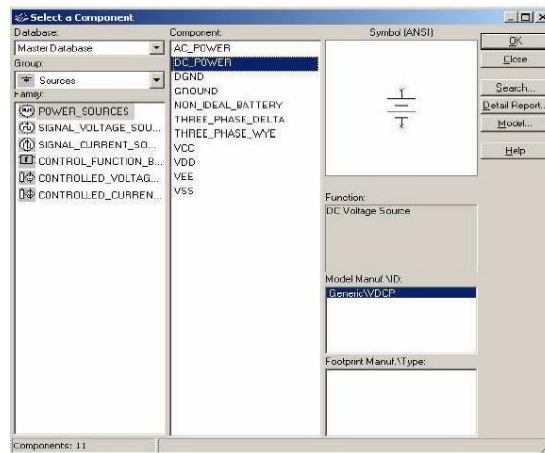 Select a Component
Database:
Master Database
Group:
Sources
Family:
POWER_SOURCES
SIGNAL_VOLTAGE_SOU...
SIGNAL_CURRENT_SO...
CONTROL_FUNCTION_B...
CONTROLLED_VOLTAG...
CONTROLLED_CURREN...
Component:
AC_POWER
DC_POWER
DGND
GROUND
NON_IDEAL_BATTERY
THREE_PHASE_DELTA
THREE_PHASE_WYE
VCC
VDD
VEE
VSS
Symbol (ANSI)
Function:
DC Voltage Source
Model Manuf.\ID:
Generic\VDCP
Footprint Manuf.\Type:
OK
Close
Search...
Detail Report..
Model...
Help
Components: 11